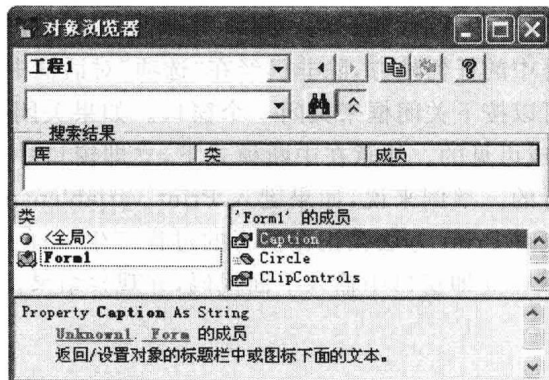 对象浏览器
工程1
搜索结果
库 类 成员
类
'Form1' 的成员
<全局>
Form1
Caption
Circle
ClipControls
Property Caption As String
Unknown1.Form 的成员
返回/设置对象的标题栏中或图标下面的文本。